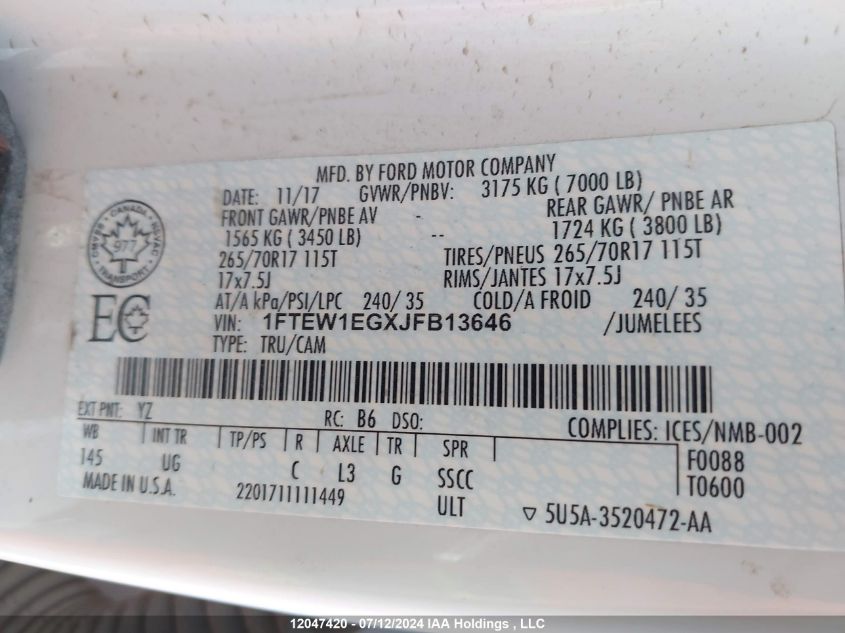 MFD. BY FORD MOTOR COMPANY
DATE: 11/17 GVWR/PNBV: 3175 KG ( 7000 LB)
FRONT GAWR/PNBE AV - REAR GAWR/ PNBE AR
1565 KG ( 3450 LB) -- 1724 KG ( 3800 LB)
265/70R17 115T TIRES/PNEUS 265/70R17 115T
17x7.5J RIMS/JANTES 17x7.5J
AT/A kPa/PSI/LPC 240/ 35 COLD/A FROID 240/ 35
VIN: 1FTEW1EGXJFB13646 /JUMELEES
TYPE: TRU/CAM
CANADA
977
TRANSPORT
EC
EXT PNT: YZ RC: B6 DSO:
WB INT TR TP/PS R AXLE TR SPR COMPLIES: ICES/NMB-002
145 UG C L3 G SSCC F0088
MADE IN U.S.A. 2201711111449 ULT T0600
▽ 5U5A-3520472-AA
12047420 - 07/12/2024 IAA Holdings , LLC